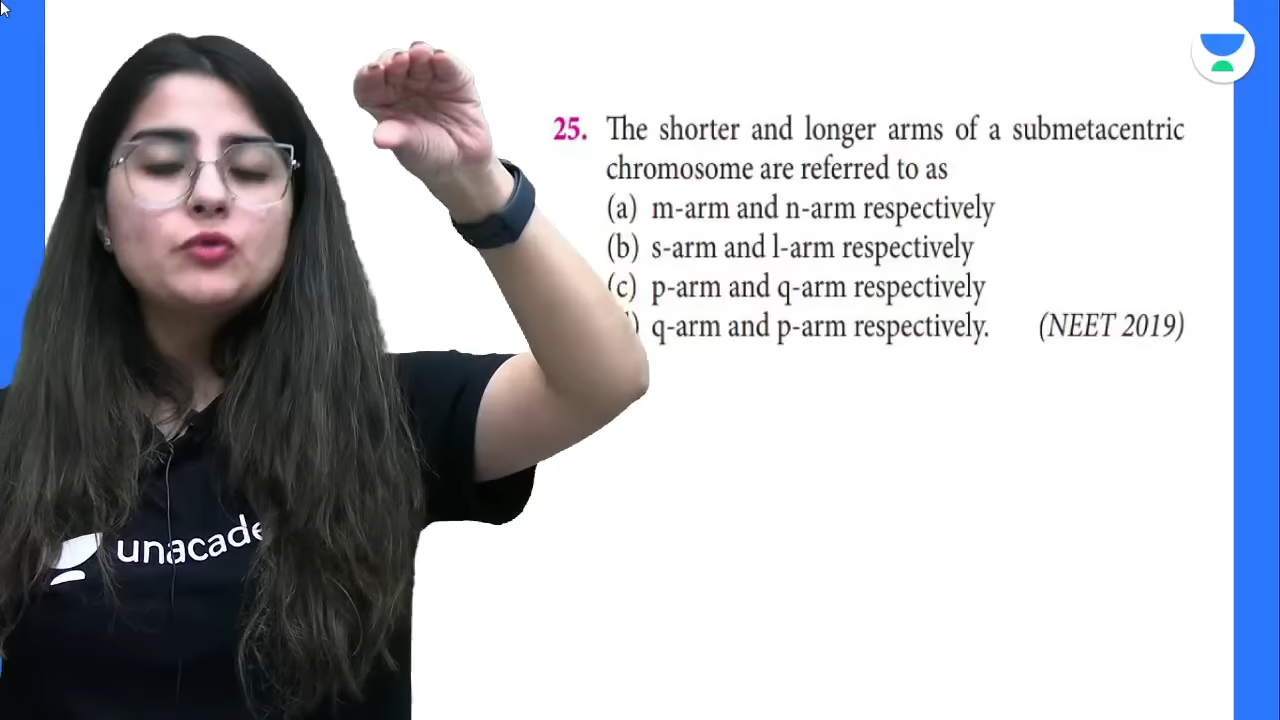 25. The shorter and longer arms of a submetacentric
chromosome are referred to as
(a) m-arm and n-arm respectively
(b) s-arm and l-arm respectively
(c) p-arm and q-arm respectively
) q-arm and p-arm respectively. (NEET 2019)
unacade